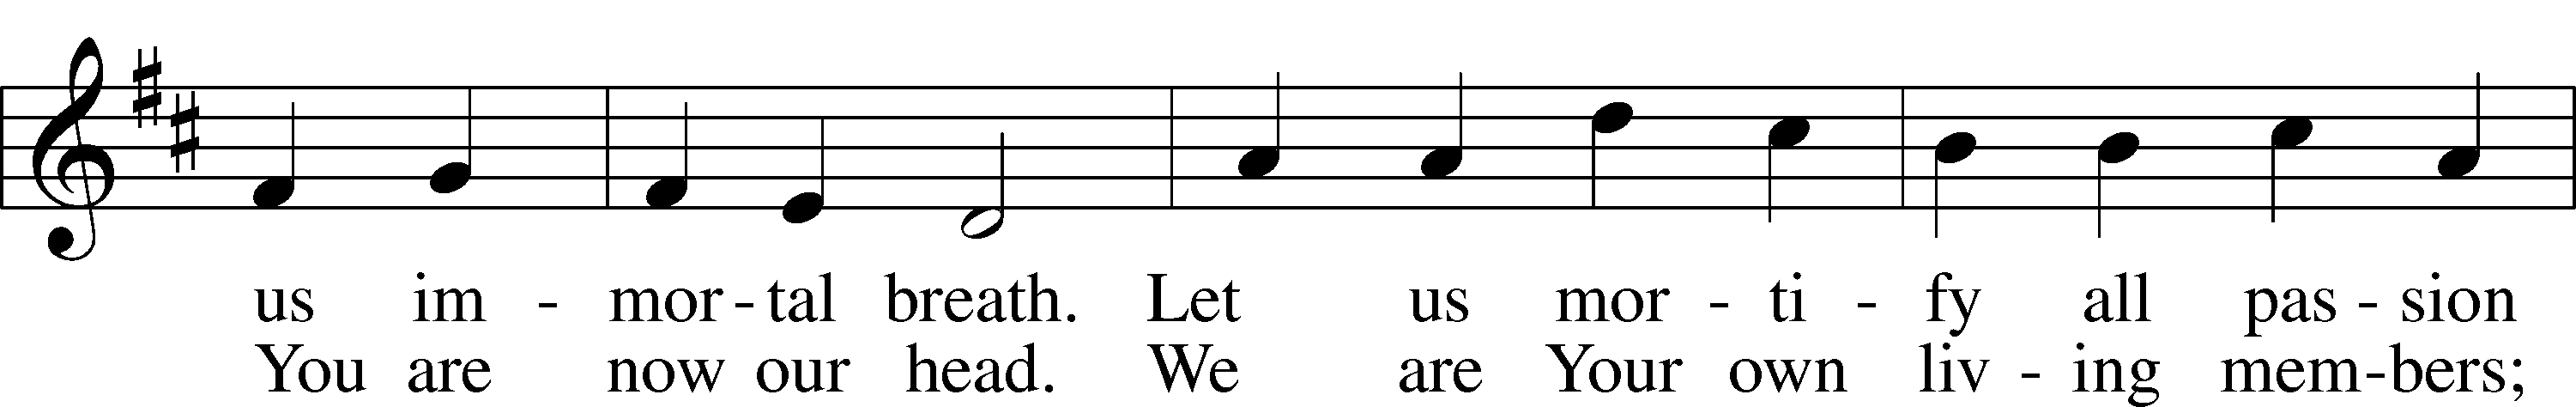 us im - mor - tal breath. Let us mor - ti - fy all pas - sion
You are now our head. We are Your own liv - ing mem - bers;